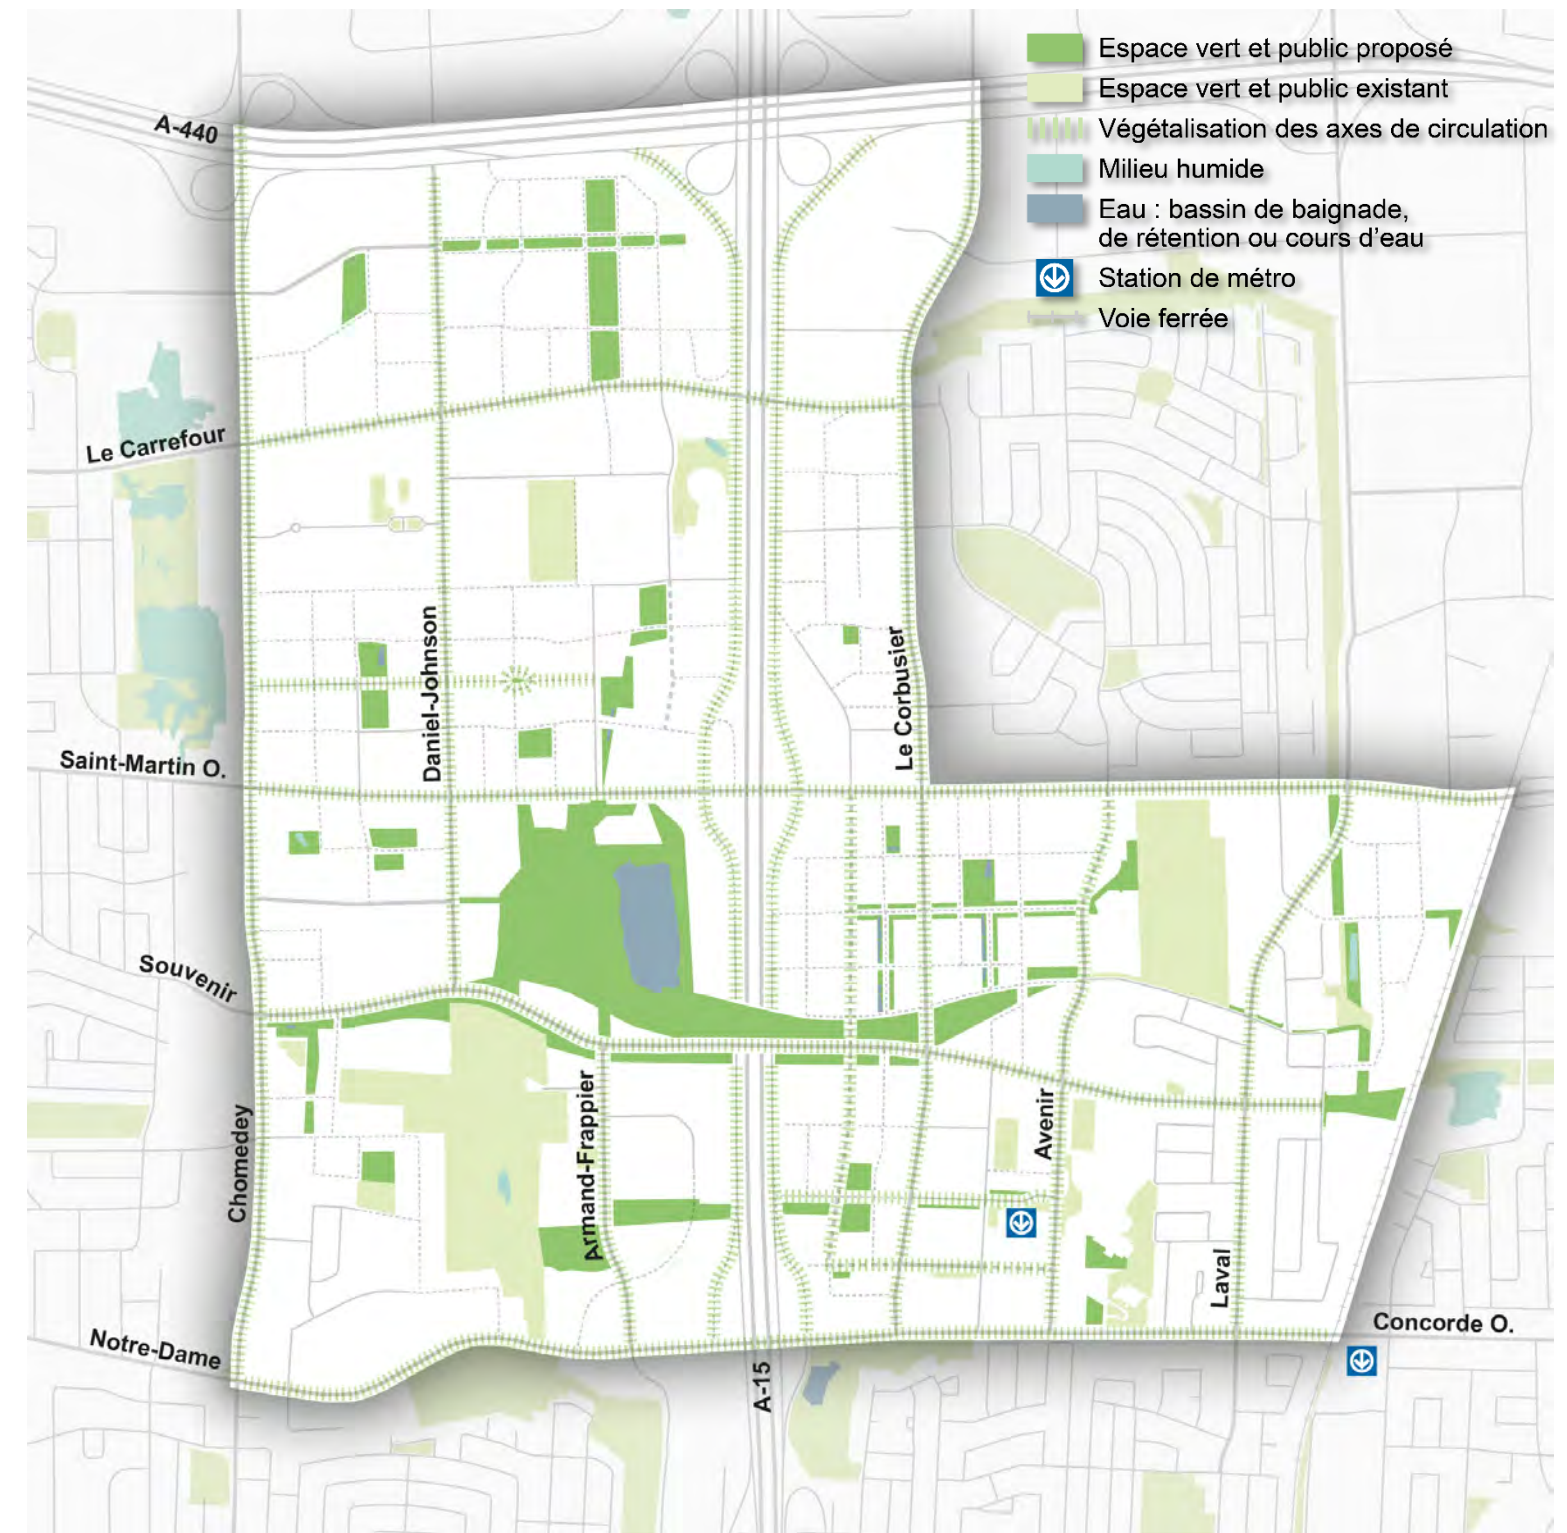 Espace vert et public proposé
Espace vert et public existant
Végétalisation des axes de circulation
Milieu humide
Eau : bassin de baignade,
de rétention ou cours d'eau
Station de métro
Voie ferrée
A-440
Le Carrefour
Daniel-Johnson
Le Corbusier
Saint-Martin O.
Souvenir
Chomedey
Armand-Frappier
Avenir
Laval
Notre-Dame
A-15
Concorde O.